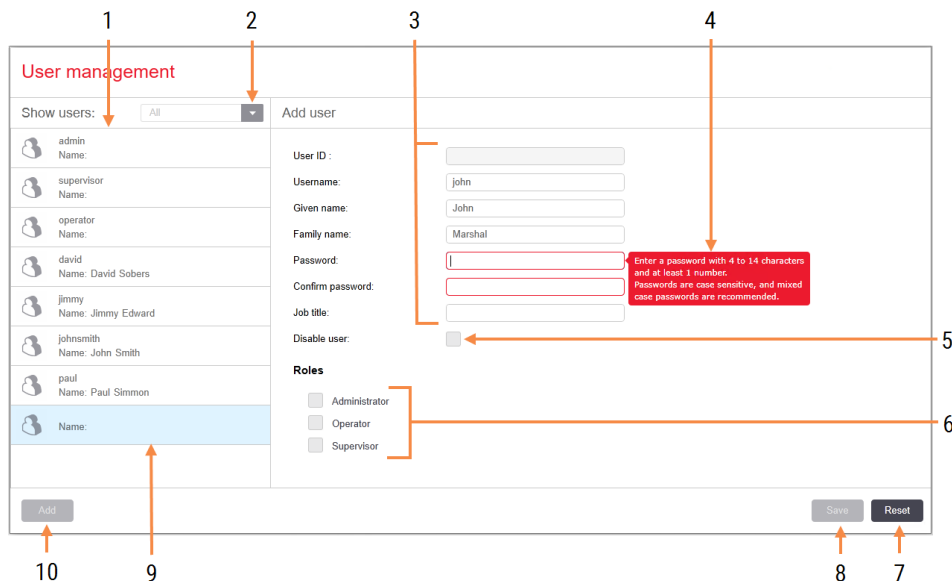 1
2
3
4
User management
Show users:
All
Add user
admin
Name:
supervisor
Name:
operator
Name:
david
Name: David Sobers
jimmy
Name: Jimmy Edward
johnsmith
Name: John Smith
paul
Name: Paul Simmon
Name:
User ID :
Username:
john
Given name:
John
Family name:
Marshal
Password:
Enter a password with 4 to 14 characters
and at least 1 number.
Passwords are case sensitive, and mixed
case passwords are recommended.
Confirm password:
Job title:
Disable user:
5
Roles
Administrator
Operator
Supervisor
6
Add
Save
Reset
10
9
8
7